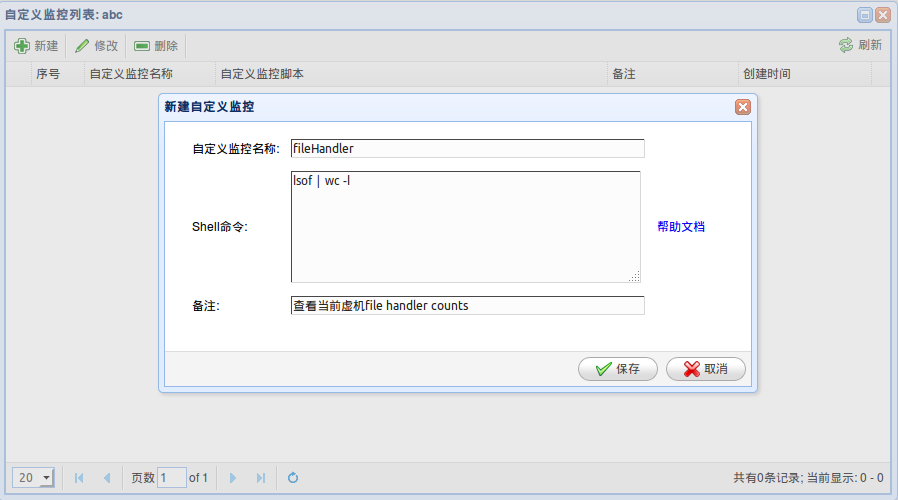 自定义监控列表: abc
新建 修改 删除 刷新
序号 自定义监控名称 自定义监控脚本 备注 创建时间
新建自定义监控
自定义监控名称: fileHandler
lsof | wc -l
Shell命令: 帮助文档
备注: 查看当前虚机file handler counts
保存 取消
20 页数 1 of 1 共有0条记录; 当前显示: 0 - 0